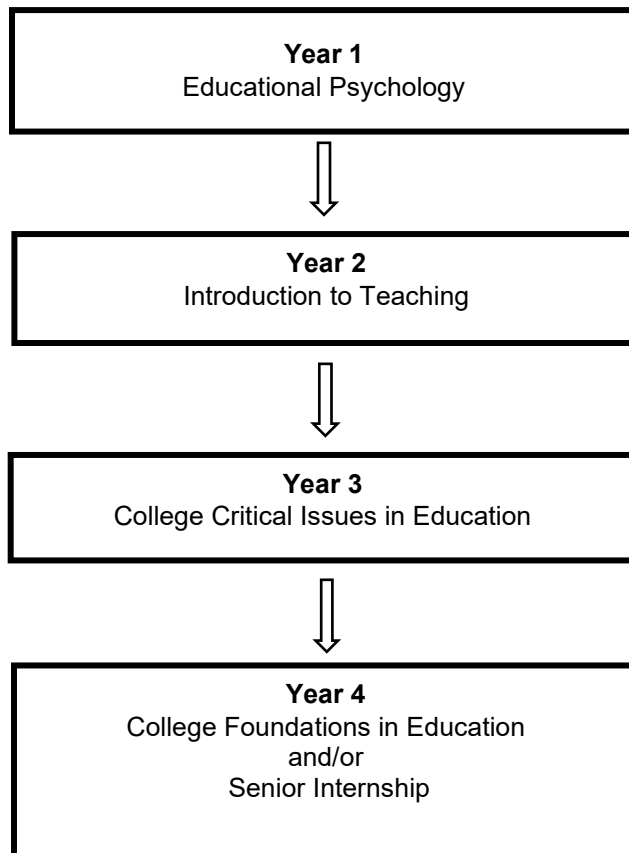 Year 1
Educational Psychology
Year 2
Introduction to Teaching
Year 3
College Critical Issues in Education
Year 4
College Foundations in Education
and/or
Senior Internship